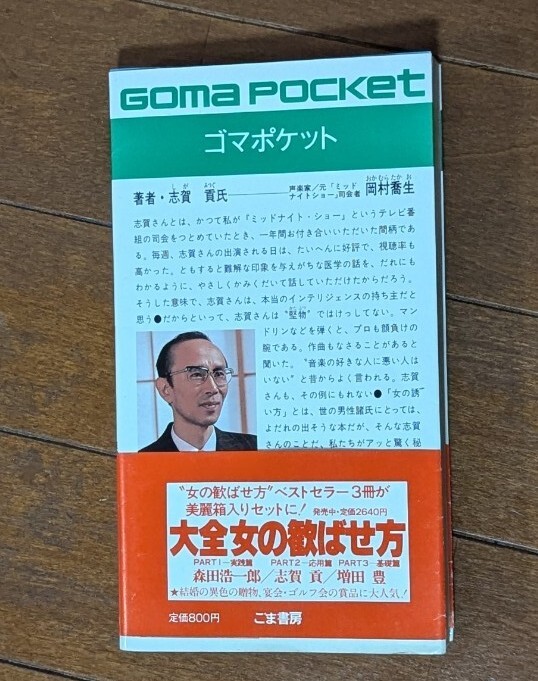 GOMA POCKET
ゴマポケット
著者・志賀 貢氏 声楽家/元「ミッドナイトショー」司会者 岡村喬生
志賀さんとは、かつて私が『ミッドナイト・ショー』というテレビ番
組の司会をつとめていたとき、一年間お付き合いいただいた間柄であ
る。毎週、志賀さんの出演される日は、たいへんに好評で、視聴率も
高かった。ともすると難解な印象を与えがちな医学の話を、だれにも
わかるように、やさしくかみくだいて話していただけたからだろう。
そうした意味で、志賀さんは、本当のインテリジェンスの持ち主だと
思う●だからといって、志賀さんは〝堅物〟ではけっしてない。マン
ドリンなどを弾くと、プロも顔負けの
腕である。作曲もなさることがあると
聞いた。〝音楽の好きな人に悪い人は
いない〟と昔からよく言われる。志賀
さんも、その例にもれない●「女の誘
い方」とは、世の男性諸氏にとっては、
よだれの出そうな本だが、そんな志賀
さんのことだ、私たちがアッと驚く秘
〝女の歓ばせ方〟ベストセラー3冊が
美麗箱入りセットに! 発売中・定価2640円
大全女の歓ばせ方
PART1—実践篇 PART2—応用篇 PART3—基礎篇
森田浩一郎/志賀 貢/増田 豊
★結婚の異色の贈物、宴会・ゴルフ会の賞品に大人気!
定価800円 ごま書房